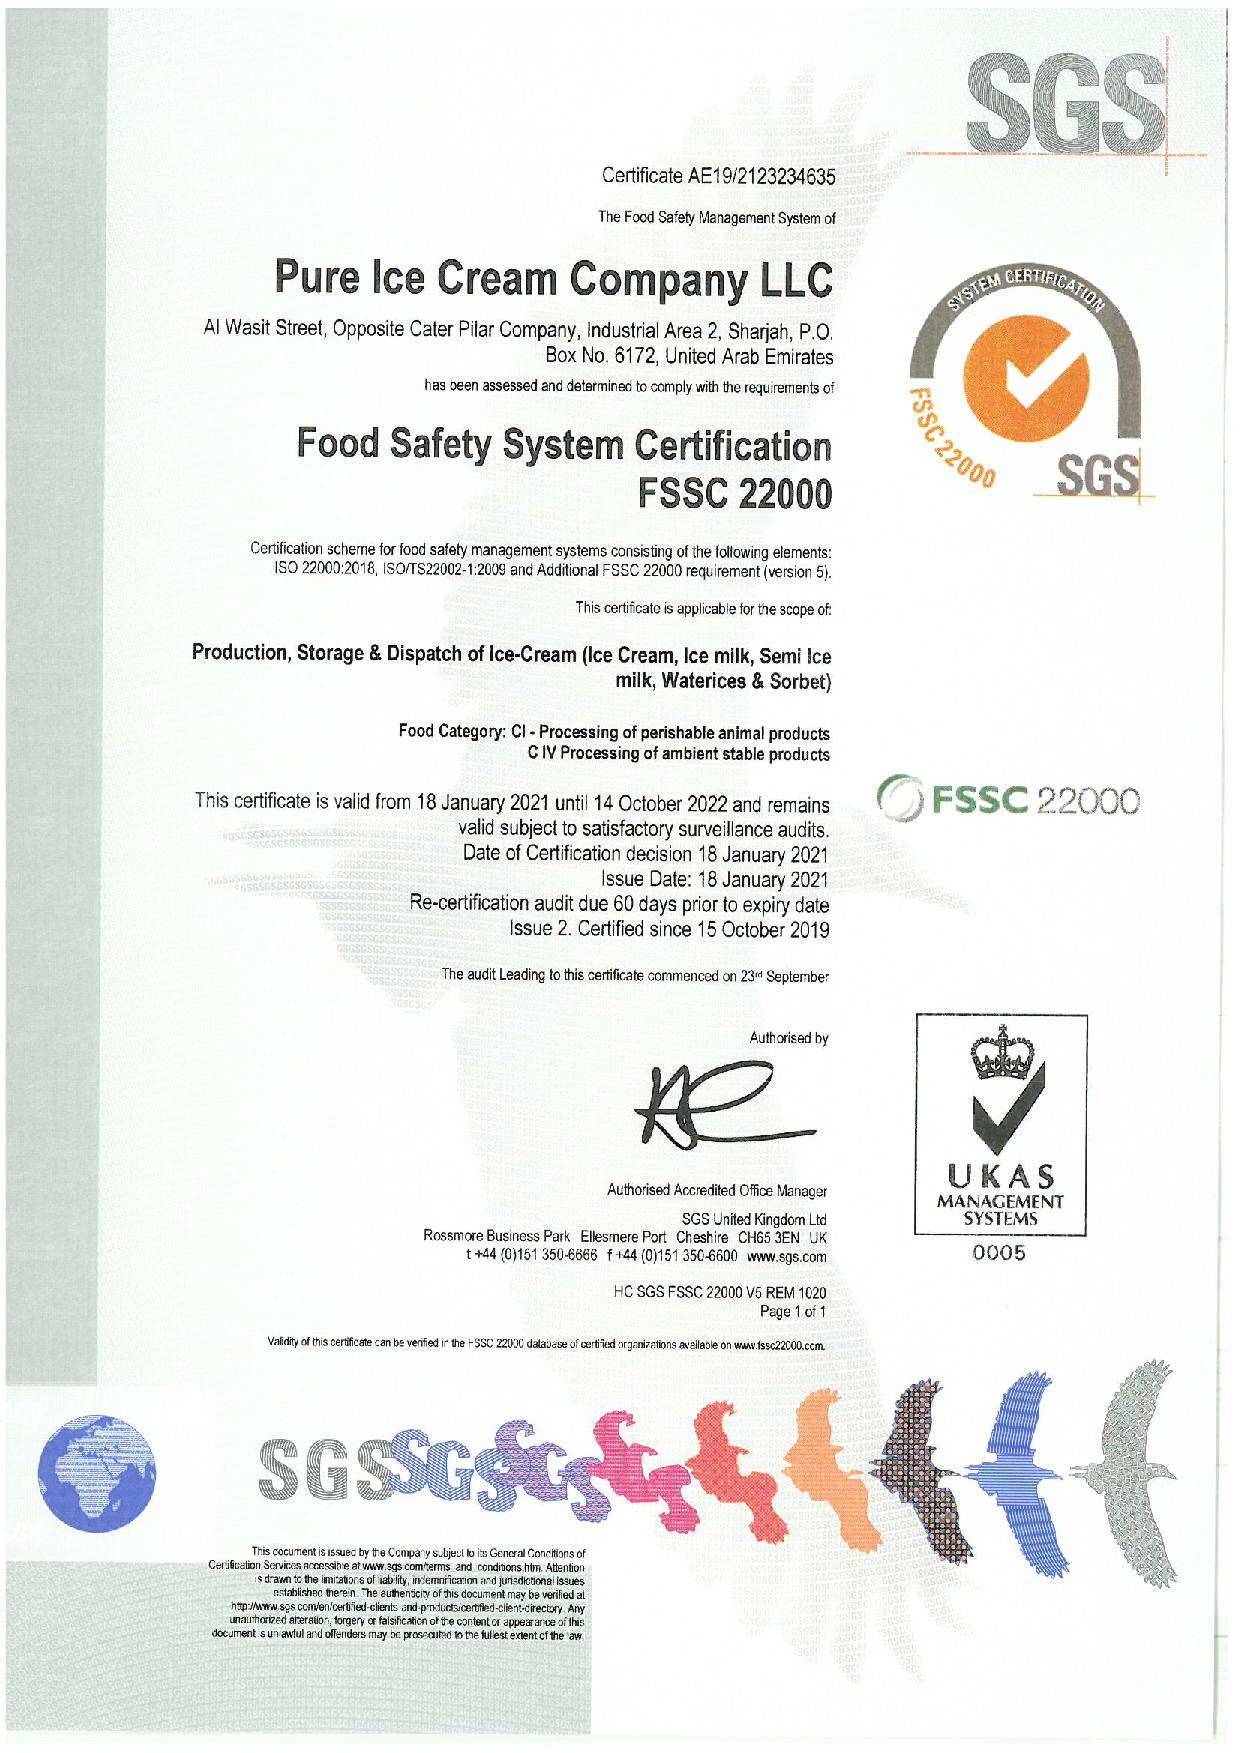 SGS
Certificate AE19/2123234635
The Food Safety Management System of
Pure Ice Cream Company LLC
Al Wasit Street, Opposite Cater Pilar Company, Industrial Area 2, Sharjah, P.O.
Box No. 6172, United Arab Emirates
has been assessed and determined to comply with the requirements of
SYSTEM CERTIFICATION
FSSC 22000
SGS
Food Safety System Certification
FSSC 22000
Certification scheme for food safety management systems consisting of the following elements:
ISO 22000:2018, ISO/TS22002-1:2009 and Additional FSSC 22000 requirement (version 5).
This certificate is applicable for the scope of:
Production, Storage & Dispatch of Ice-Cream (Ice Cream, Ice milk, Semi Ice
milk, Waterices & Sorbet)
Food Category: CI - Processing of perishable animal products
C IV Processing of ambient stable products
FSSC 22000
This certificate is valid from 18 January 2021 until 14 October 2022 and remains
valid subject to satisfactory surveillance audits.
Date of Certification decision 18 January 2021
Issue Date: 18 January 2021
Re-certification audit due 60 days prior to expiry date
Issue 2. Certified since 15 October 2019
The audit Leading to this certificate commenced on 23rd September
Authorised by
Authorised Accredited Office Manager
SGS United Kingdom Ltd
Rossmore Business Park Ellesmere Port Cheshire CH65 3EN UK
t +44 (0)151 350-6666 f +44 (0)151 350-6600 www.sgs.com
UKAS
MANAGEMENT
SYSTEMS
0005
HC SGS FSSC 22000 V5 REM 1020
Page 1 of 1
Validity of this certificate can be verified in the FSSC 22000 database of certified organizations available on www.fssc22000.com.
SGS SGS SGS
This document is issued by the Company subject to its General Conditions of
Certification Services accessible at www.sgs.com/terms_and_conditions.htm. Attention
is drawn to the limitations of liability, indemnification and jurisdictional issues
established therein. The authenticity of this document may be verified at
http://www.sgs.com/en/certified-clients-and-products/certified-client-directory. Any
unauthorized alteration, forgery or falsification of the content or appearance of this
document is unlawful and offenders may be prosecuted to the fullest extent of the law.